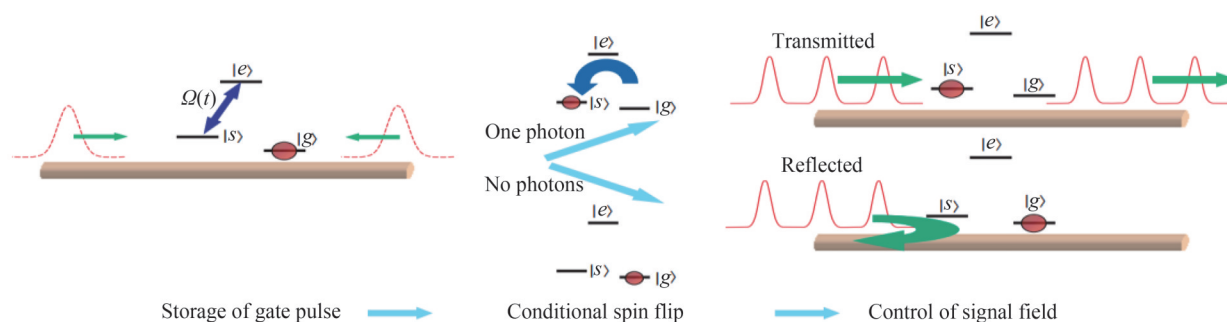 |e⟩
Ω(t)
|s⟩
|g⟩
|e⟩
|s⟩
|g⟩
One photon
No photons
|e⟩
|s⟩
|g⟩
Transmitted
|e⟩
|s⟩
|g⟩
Reflected
|e⟩
|s⟩
|g⟩
Storage of gate pulse
Conditional spin flip
Control of signal field